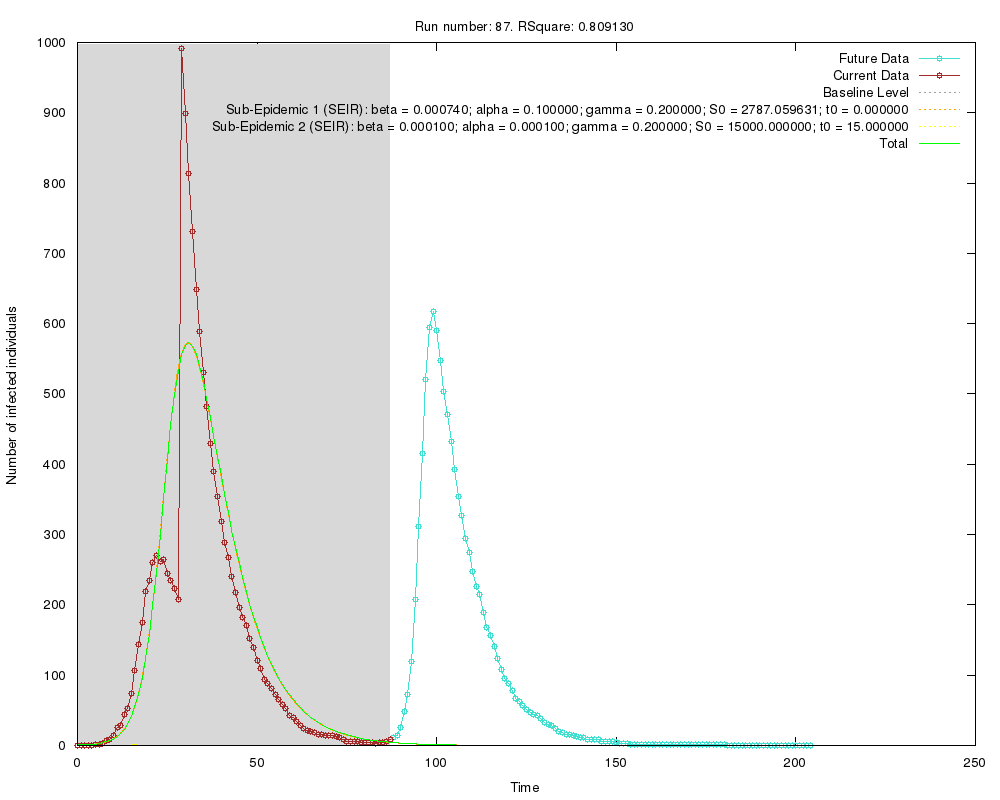 Run number: 87. RSquare: 0.809130
1000
900
800
700
600
500
400
300
200
100
0
Number of infected individuals
Future Data
Current Data
Baseline Level
Sub-Epidemic 1 (SEIR): beta = 0.000740; alpha = 0.100000; gamma = 0.200000; S0 = 2787.059631; t0 = 0.000000
Sub-Epidemic 2 (SEIR): beta = 0.000100; alpha = 0.000100; gamma = 0.200000; S0 = 15000.000000; t0 = 15.000000
Total
0 50 100 150 200 250
Time